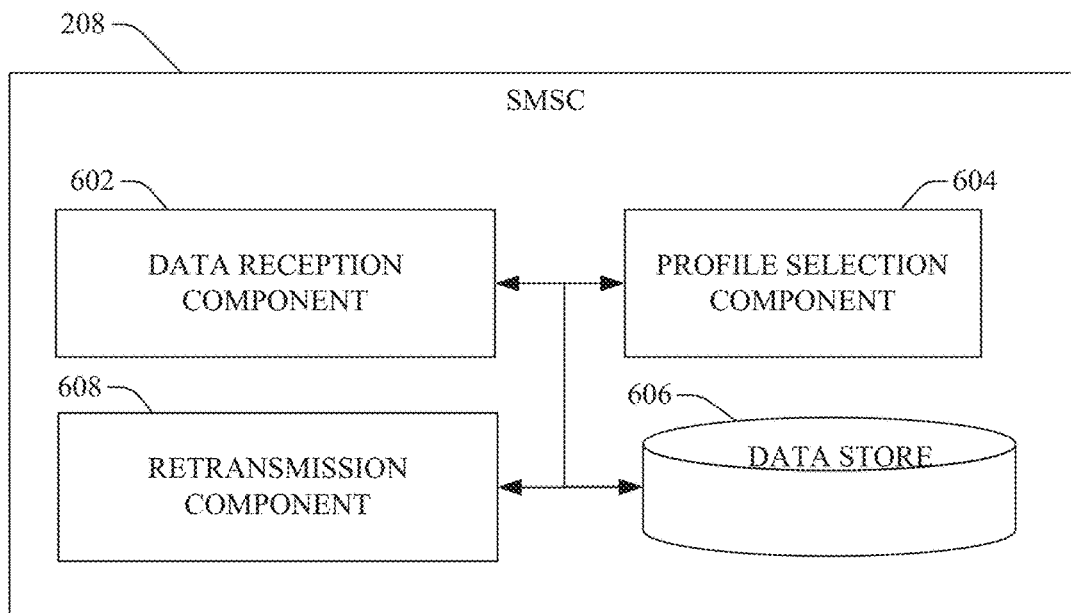 208
SMSC
602
604
DATA RECEPTION
COMPONENT
PROFILE SELECTION
COMPONENT
608
606
RETRANSMISSION
COMPONENT
DATA STORE